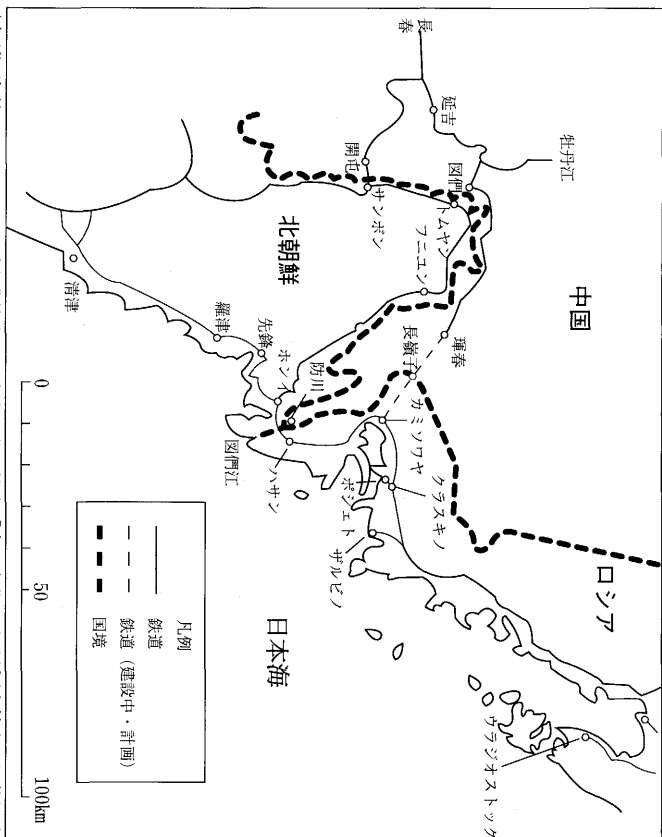 中国
ロシア
北朝鮮
日本海
長春
延吉
牡丹江
図們
開屯
サンボン
トムヤン
フニュン
琿春
長嶺子
カミソワヤ
クラスキノ
ポシェト
ザルビノ
ウラジオストック
防川
ホンイ
先鋒
羅津
清津
図們江
ハサン
凡例
鉄道
鉄道(建設中・計画)
国境
0
50
100km